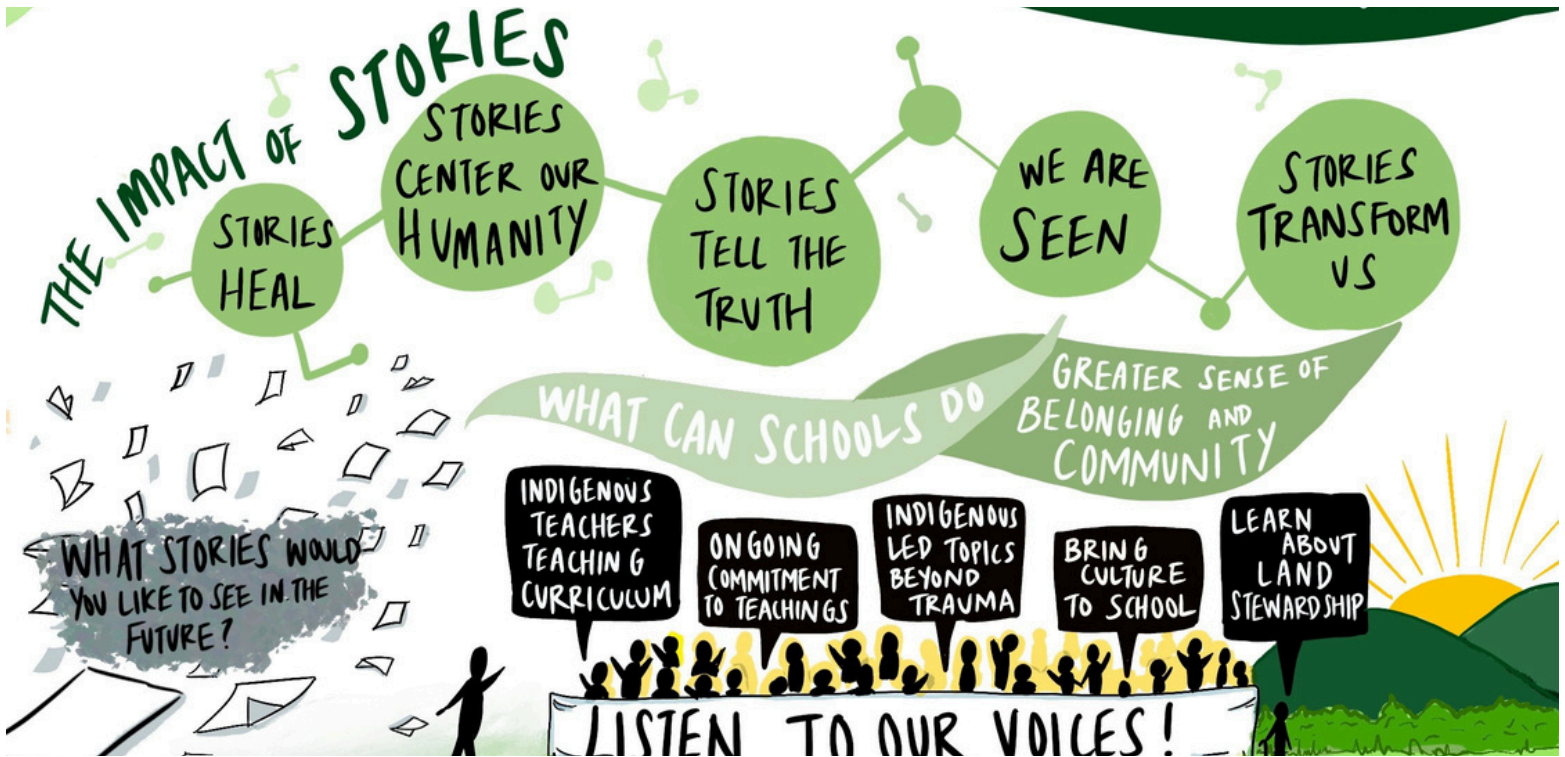 THE IMPACT OF STORIES
STORIES
HEAL
STORIES
CENTER OUR
HUMANITY
STORIES
TELL THE
TRUTH
WE ARE
SEEN
STORIES
TRANSFORM
US
WHAT CAN SCHOOLS DO
GREATER SENSE OF
BELONGING AND
COMMUNITY
WHAT STORIES WOULD
YOU LIKE TO SEE IN THE
FUTURE?
INDIGENOUS
TEACHERS
TEACHING
CURRICULUM
ONGOING
COMMITMENT
TO TEACHINGS
INDIGENOUS
LED TOPICS
BEYOND
TRAUMA
BRING
CULTURE
TO SCHOOL
LEARN
ABOUT
LAND
STEWARDSHIP
LISTEN TO OUR VOICES!